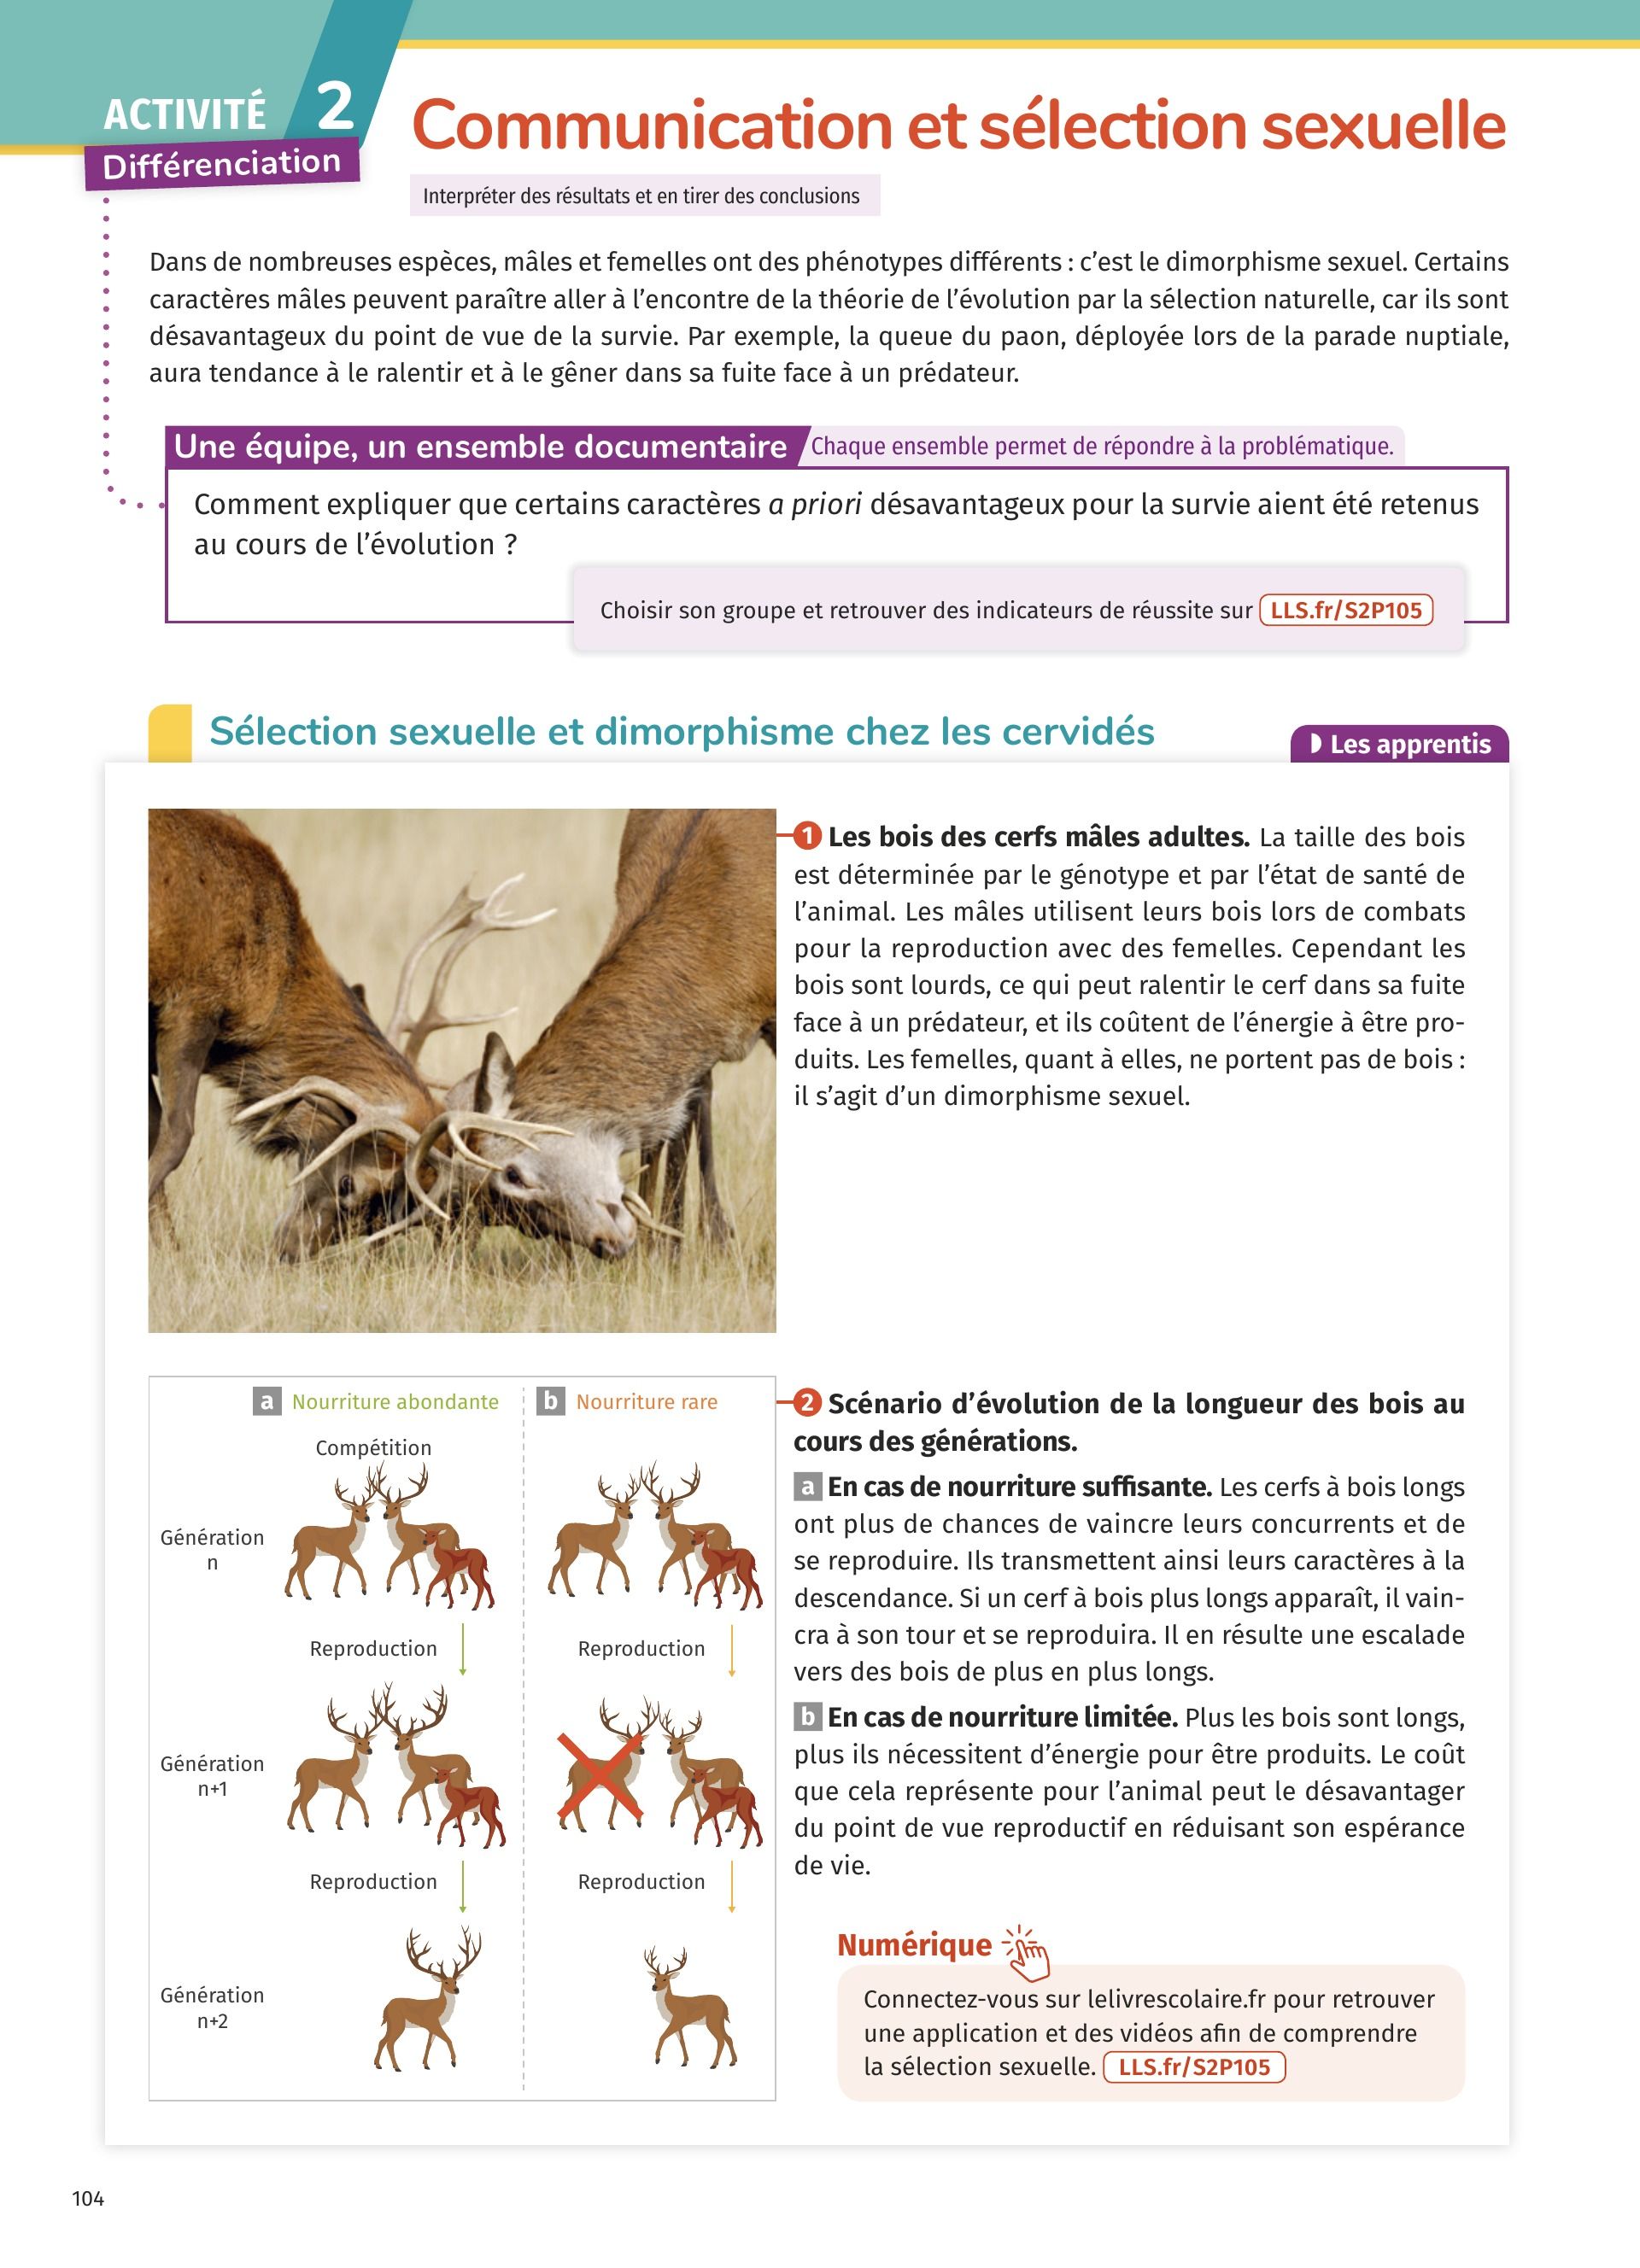 ACTIVITÉ 2
Différenciation
Communication et sélection sexuelle
Interpréter des résultats et en tirer des conclusions
Dans de nombreuses espèces, mâles et femelles ont des phénotypes différents : c’est le dimorphisme sexuel. Certains
caractères mâles peuvent paraître aller à l’encontre de la théorie de l’évolution par la sélection naturelle, car ils sont
désavantageux du point de vue de la survie. Par exemple, la queue du paon, déployée lors de la parade nuptiale,
aura tendance à le ralentir et à le gêner dans sa fuite face à un prédateur.
Une équipe, un ensemble documentaire
Chaque ensemble permet de répondre à la problématique.
Comment expliquer que certains caractères a priori désavantageux pour la survie aient été retenus
au cours de l’évolution ?
Choisir son groupe et retrouver des indicateurs de réussite sur LLS.fr/S2P105
Sélection sexuelle et dimorphisme chez les cervidés
Les apprentis
1 Les bois des cerfs mâles adultes. La taille des bois
est déterminée par le génotype et par l’état de santé de
l’animal. Les mâles utilisent leurs bois lors de combats
pour la reproduction avec des femelles. Cependant les
bois sont lourds, ce qui peut ralentir le cerf dans sa fuite
face à un prédateur, et ils coûtent de l’énergie à être pro-
duits. Les femelles, quant à elles, ne portent pas de bois :
il s’agit d’un dimorphisme sexuel.
a Nourriture abondante
b Nourriture rare
Compétition
Génération
n
Reproduction
Reproduction
Génération
n+1
Reproduction
Reproduction
Génération
n+2
2 Scénario d’évolution de la longueur des bois au
cours des générations.
a En cas de nourriture suffisante. Les cerfs à bois longs
ont plus de chances de vaincre leurs concurrents et de
se reproduire. Ils transmettent ainsi leurs caractères à la
descendance. Si un cerf à bois plus longs apparaît, il vain-
cra à son tour et se reproduira. Il en résulte une escalade
vers des bois de plus en plus longs.
b En cas de nourriture limitée. Plus les bois sont longs,
plus ils nécessitent d’énergie pour être produits. Le coût
que cela représente pour l’animal peut le désavantager
du point de vue reproductif en réduisant son espérance
de vie.
Numérique
Connectez-vous sur lelivrescolaire.fr pour retrouver
une application et des vidéos afin de comprendre
la sélection sexuelle. LLS.fr/S2P105
104